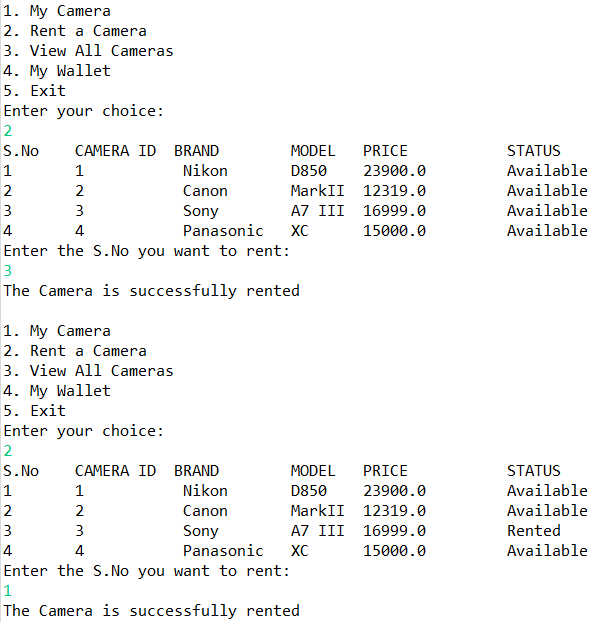 1. My Camera
2. Rent a Camera
3. View All Cameras
4. My Wallet
5. Exit
Enter your choice:
2
S.No    CAMERA ID  BRAND        MODEL   PRICE           STATUS
1       1           Nikon       D850    23900.0         Available
2       2           Canon       MarkII  12319.0         Available
3       3           Sony        A7 III  16999.0         Available
4       4           Panasonic   XC      15000.0         Available
Enter the S.No you want to rent:
3
The Camera is successfully rented

1. My Camera
2. Rent a Camera
3. View All Cameras
4. My Wallet
5. Exit
Enter your choice:
2
S.No    CAMERA ID  BRAND        MODEL   PRICE           STATUS
1       1           Nikon       D850    23900.0         Available
2       2           Canon       MarkII  12319.0         Available
3       3           Sony        A7 III  16999.0         Rented
4       4           Panasonic   XC      15000.0         Available
Enter the S.No you want to rent:
1
The Camera is successfully rented